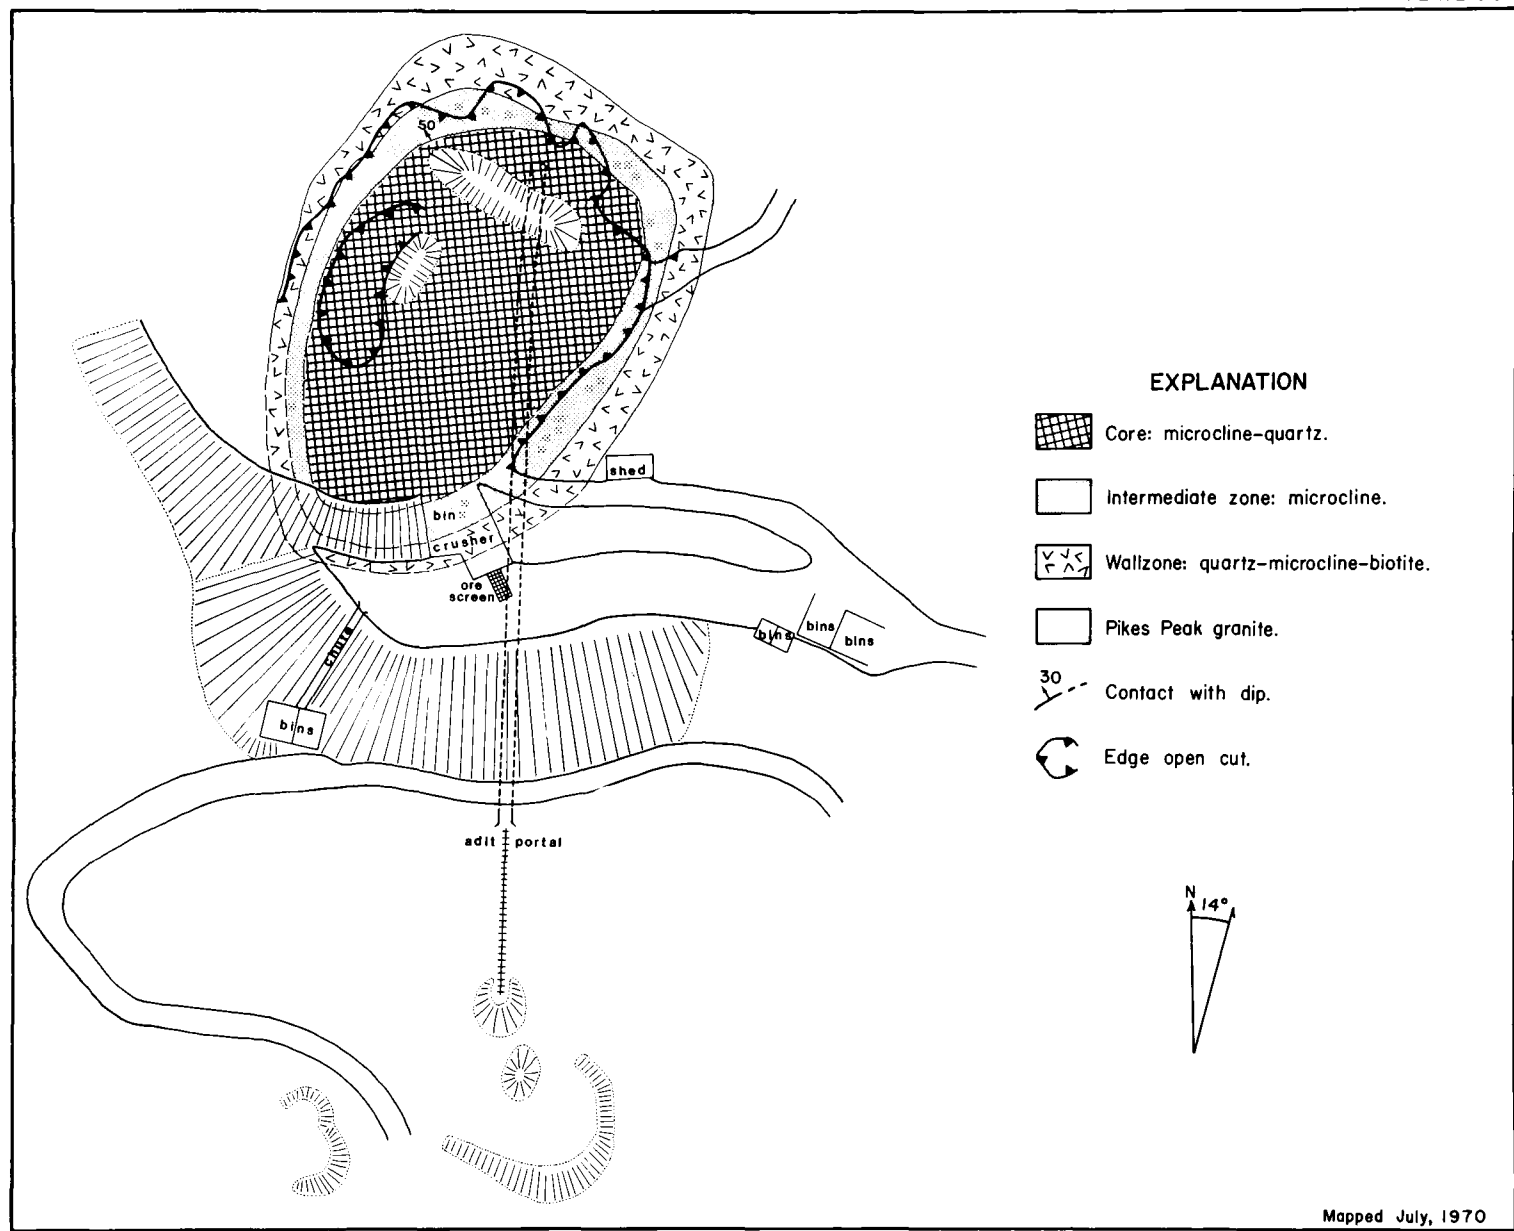 50
shed
bin
crusher
ore
screen
bins
bins
bins
chute
bins
adit portal
EXPLANATION
Core: microcline-quartz.
Intermediate zone: microcline.
Wallzone: quartz-microcline-biotite.
Pikes Peak granite.
30
Contact with dip.
Edge open cut.
N
14°
Mapped July, 1970